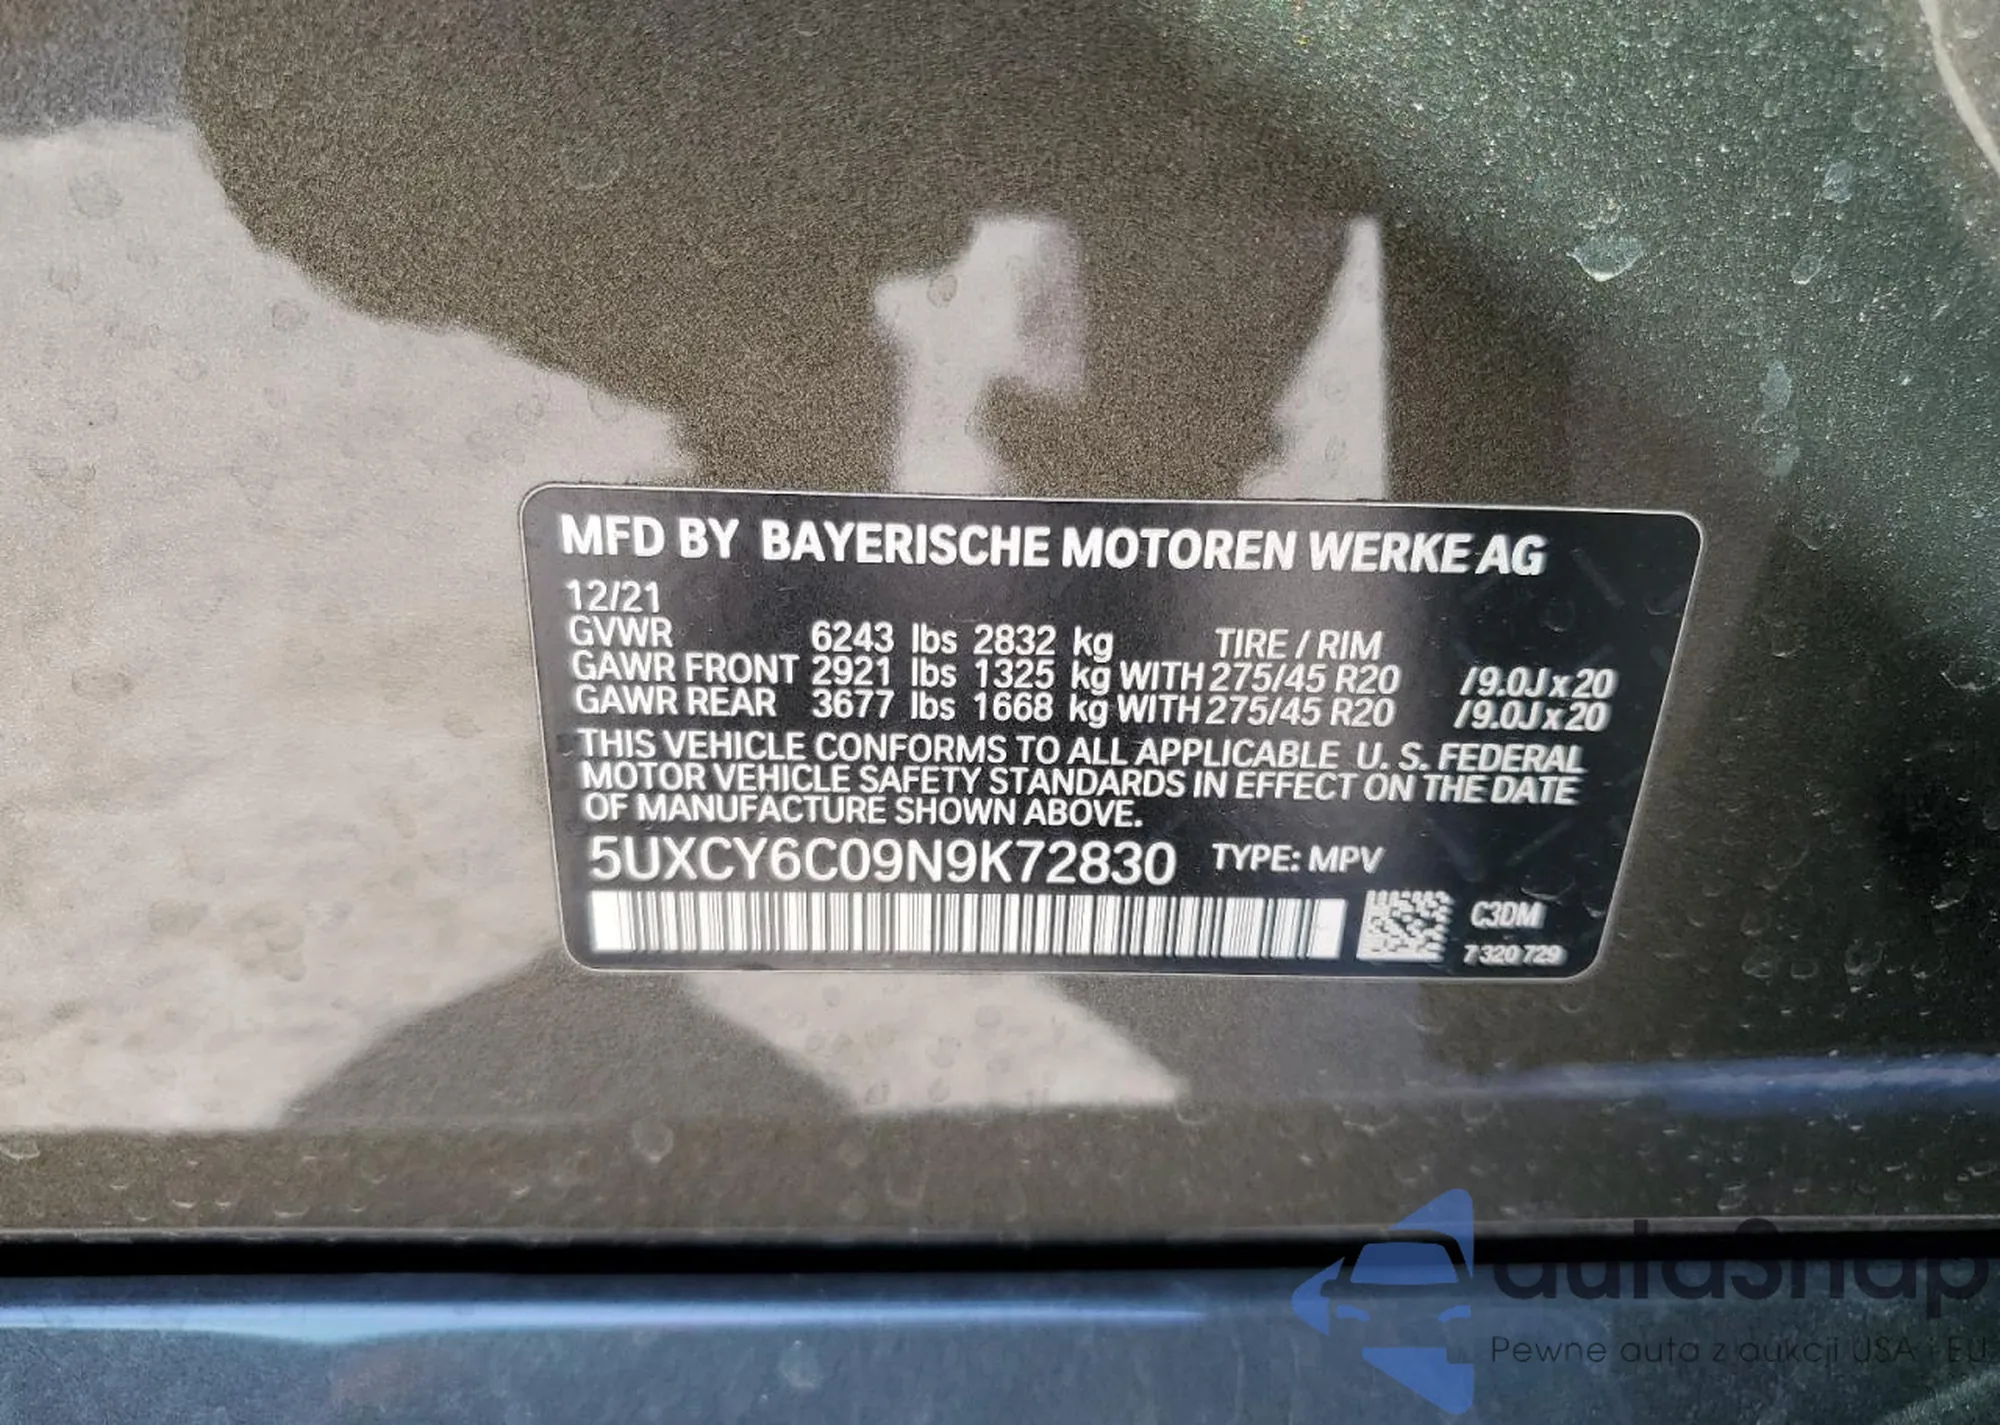 MFD BY BAYERISCHE MOTOREN WERKE AG
12/21
GVWR 6243 lbs 2832 kg TIRE / RIM
GAWR FRONT 2921 lbs 1325 kg WITH 275/45 R20 / 9.0J x 20
GAWR REAR 3677 lbs 1668 kg WITH 275/45 R20 / 9.0J x 20
THIS VEHICLE CONFORMS TO ALL APPLICABLE U. S. FEDERAL
MOTOR VEHICLE SAFETY STANDARDS IN EFFECT ON THE DATE
OF MANUFACTURE SHOWN ABOVE.
5UXCY6C09N9K72830 TYPE: MPV
C3DM
7 320 729
autoSnap
Pewne auta z aukcji USA i EU